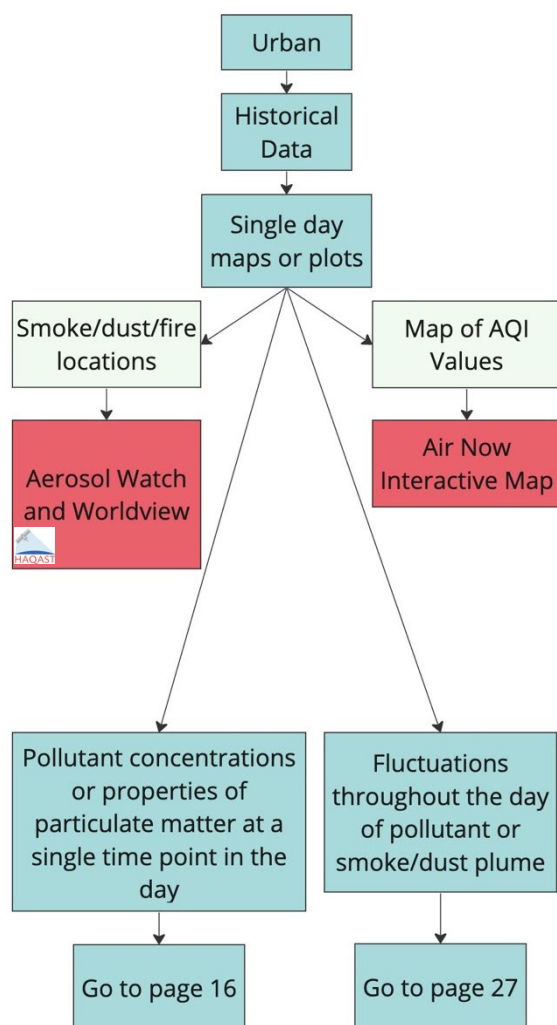 Urban
Historical
Data
Single day
maps or plots
Smoke/dust/fire
locations
Map of AQI
Values
Aerosol Watch
and Worldview
HAQAST
Air Now
Interactive Map
Pollutant concentrations
or properties of
particulate matter at a
single time point in the
day
Fluctuations
throughout the day
of pollutant or
smoke/dust plume
Go to page 16
Go to page 27